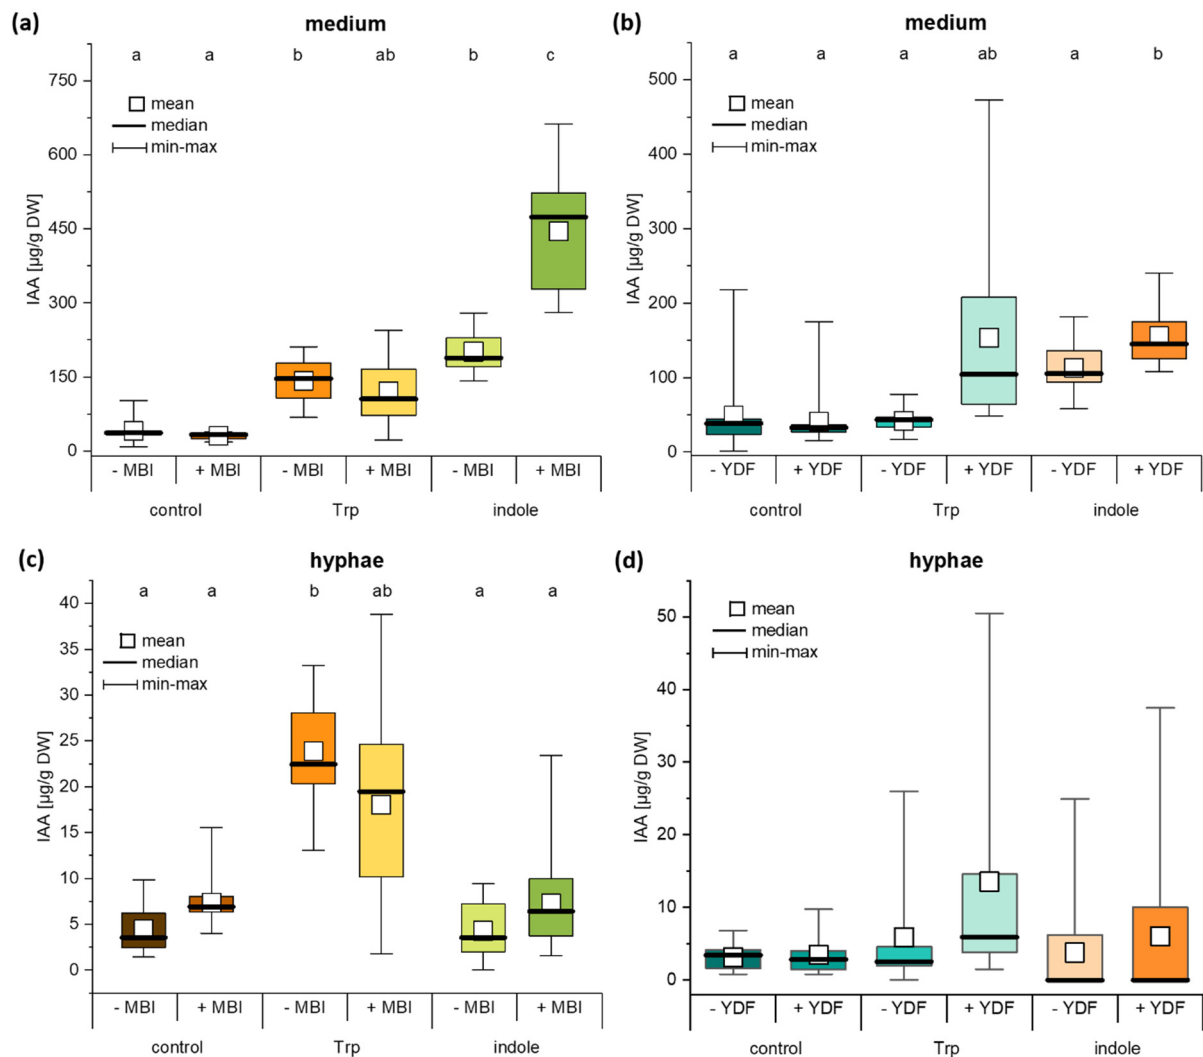 (a)
medium
a a b ab b c
mean
median
min-max
IAA [µg/g DW]
750
600
450
300
150
0
- MBI + MBI - MBI + MBI - MBI + MBI
control Trp indole
(b)
medium
a a a ab a b
mean
median
min-max
IAA [µg/g DW]
500
400
300
200
100
0
- YDF + YDF - YDF + YDF - YDF + YDF
control Trp indole
(c)
hyphae
a a b ab a a
mean
median
min-max
IAA [µg/g DW]
40
35
30
25
20
15
10
5
0
- MBI + MBI - MBI + MBI - MBI + MBI
control Trp indole
(d)
hyphae
mean
median
min-max
IAA [µg/g DW]
50
40
30
20
10
0
- YDF + YDF - YDF + YDF - YDF + YDF
control Trp indole